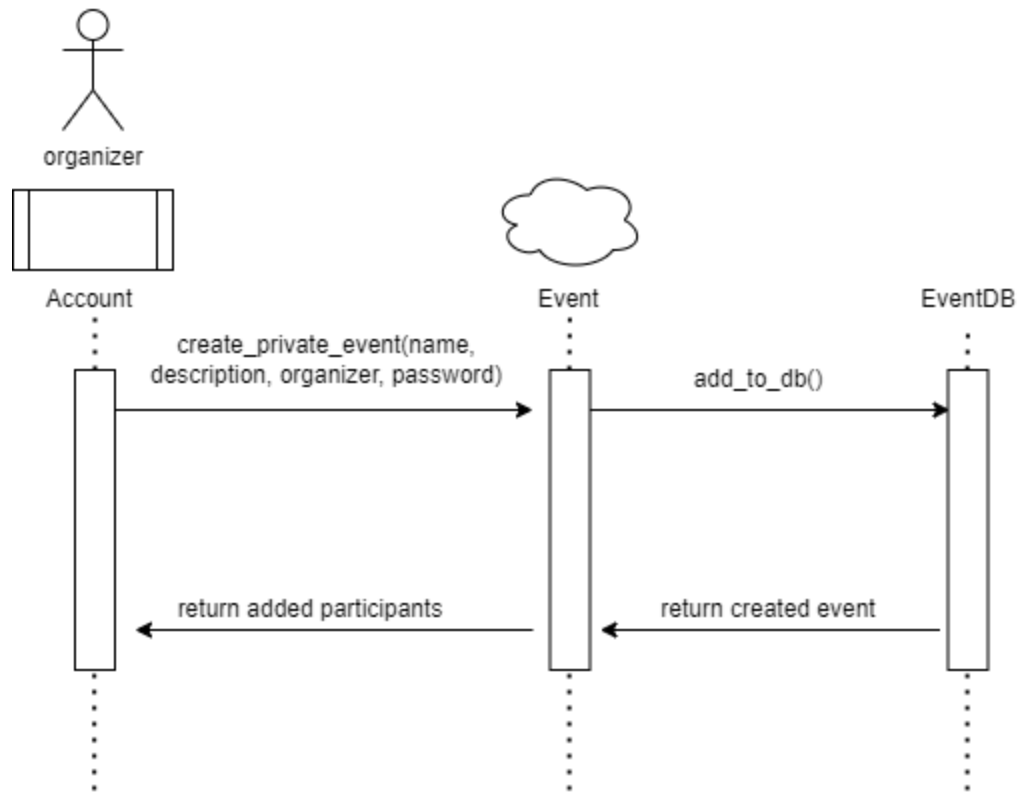 organizer
Account
Event
EventDB
create_private_event(name,
description, organizer, password)
add_to_db()
return added participants
return created event